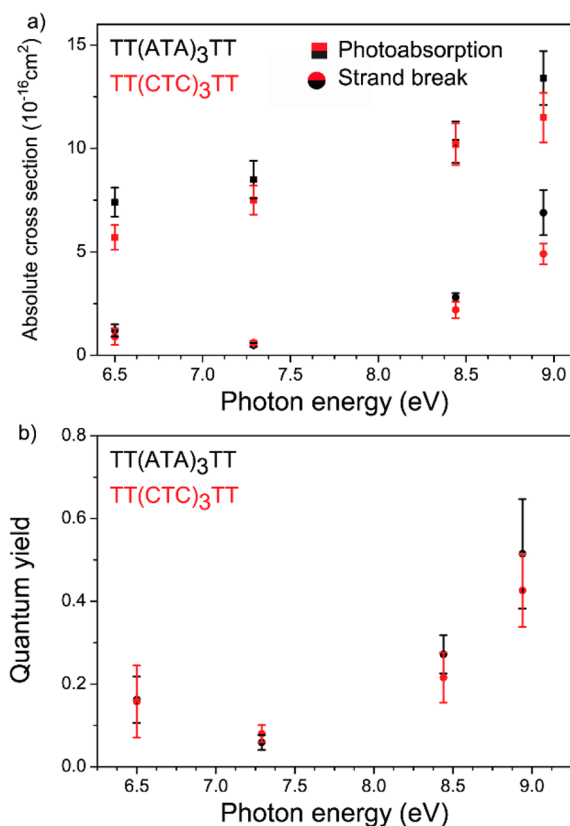 a)
15
10
5
0
Absolute cross section (10⁻¹⁶cm²)
TT(ATA)₃TT
TT(CTC)₃TT
Photoabsorption
Strand break
6.5 7.0 7.5 8.0 8.5 9.0
Photon energy (eV)
b)
0.8
0.6
0.4
0.2
0.0
Quantum yield
TT(ATA)₃TT
TT(CTC)₃TT
6.5 7.0 7.5 8.0 8.5 9.0
Photon energy (eV)